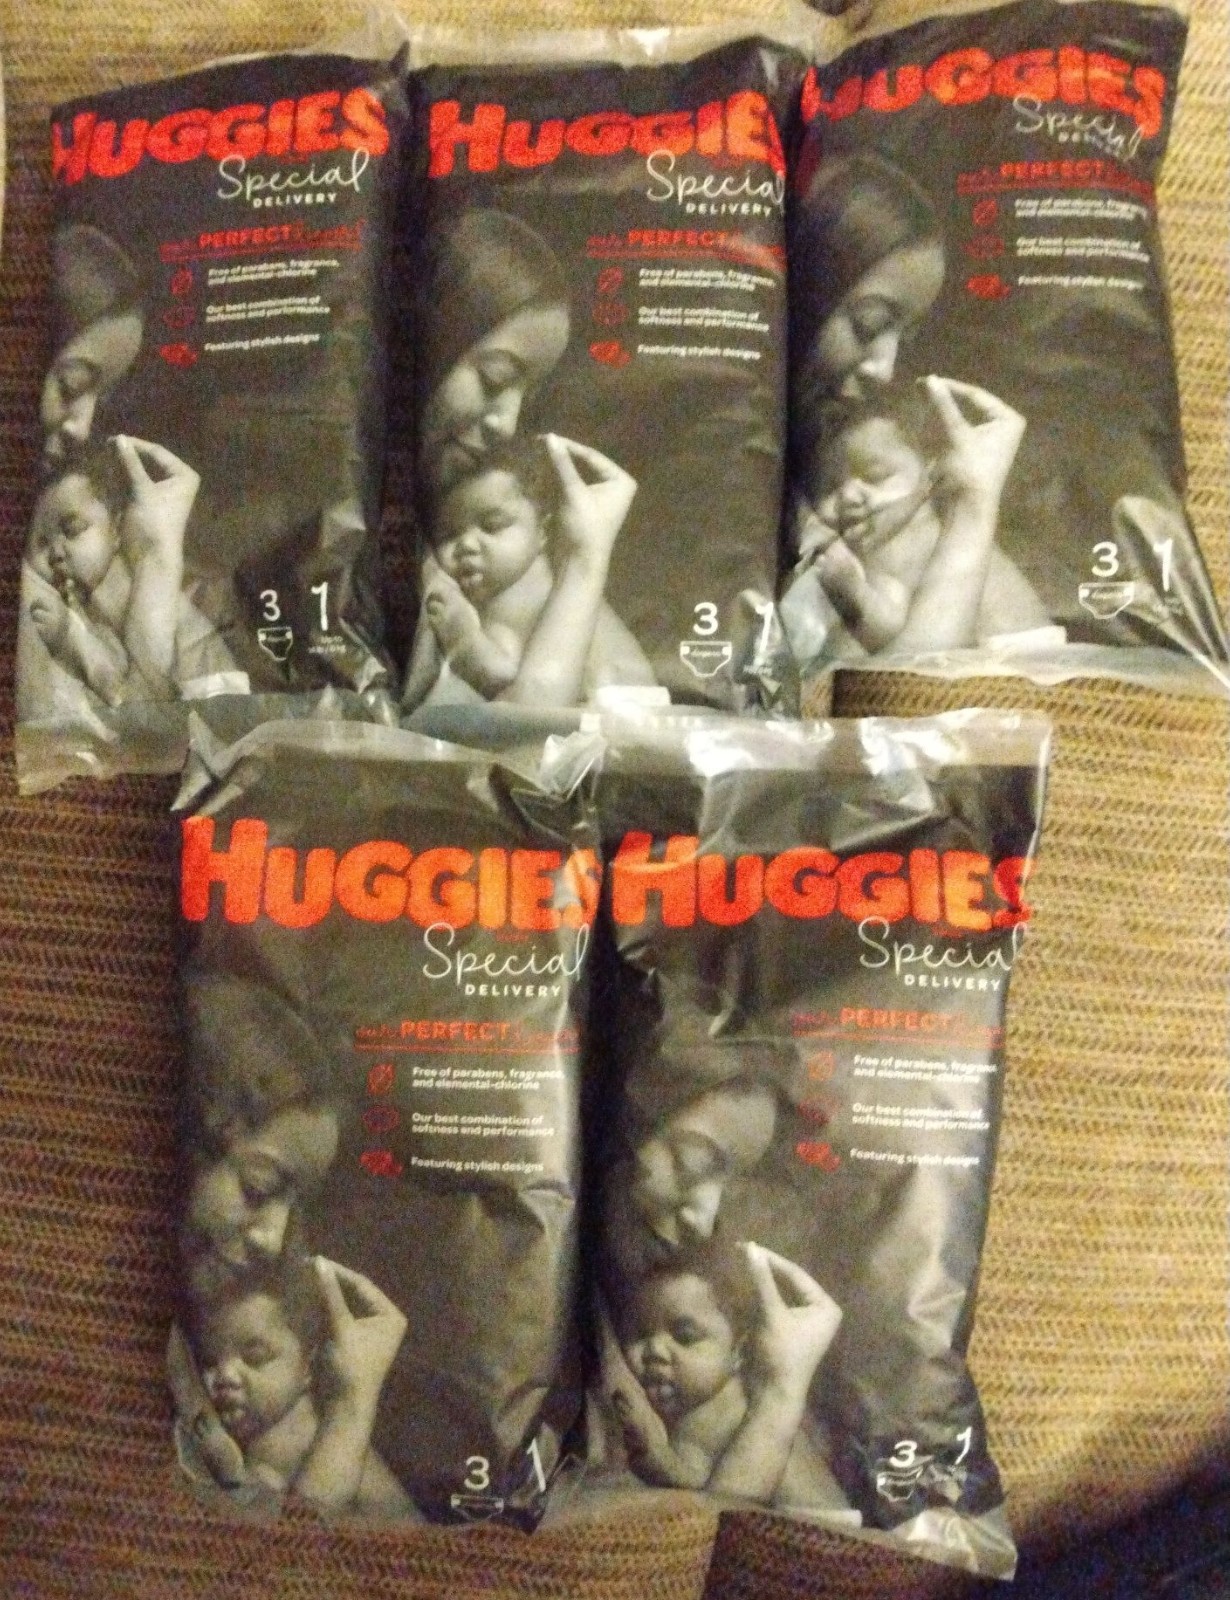 HUGGIES
Special
DELIVERY
PERFECT
Free of parabens, fragrance,
and elemental-chlorine
Our best combination of
softness and performance
Featuring stylish designs
3 1
HUGGIES
Special
DELIVERY
PERFECT
Free of parabens, fragrance,
and elemental-chlorine
Our best combination of
softness and performance
Featuring stylish designs
3 1
diapers
HUGGIES
Special
DELIVERY
PERFECT
Free of parabens, fragrance,
and elemental-chlorine
Our best combination of
softness and performance
Featuring stylish designs
3 1
HUGGIES
Special
DELIVERY
PERFECT
Free of parabens, fragrance,
and elemental-chlorine
Our best combination of
softness and performance
Featuring stylish designs
3 1
HUGGIES
Special
DELIVERY
PERFECT
Free of parabens, fragrance,
and elemental-chlorine
Our best combination of
softness and performance
Featuring stylish designs
3 1